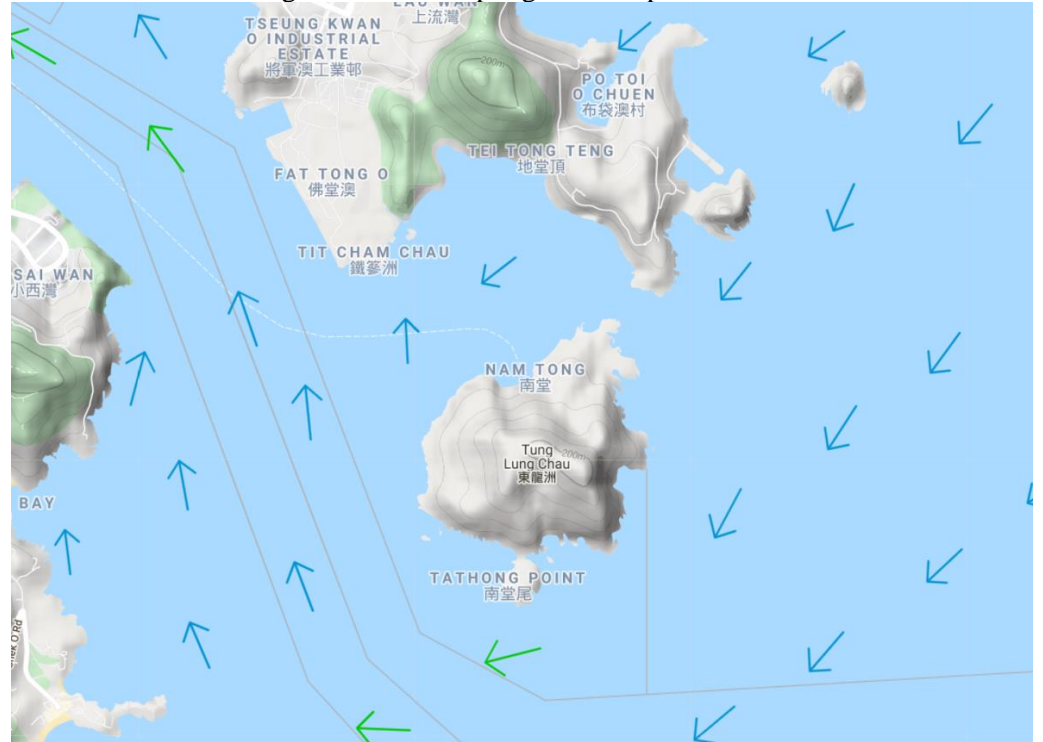 上流灣
TSEUNG KWAN
O INDUSTRIAL
ESTATE
將軍澳工業邨
200m
PO TOI
O CHUEN
布袋澳村
TEI TONG TENG
地堂頂
FAT TONG O
佛堂澳
TIT CHAM CHAU
鐵篸洲
SAI WAN
小西灣
NAM TONG
南堂
Tung
Lung Chau
東龍洲
200m
BAY
TATHONG POINT
南堂尾
ek O Rd